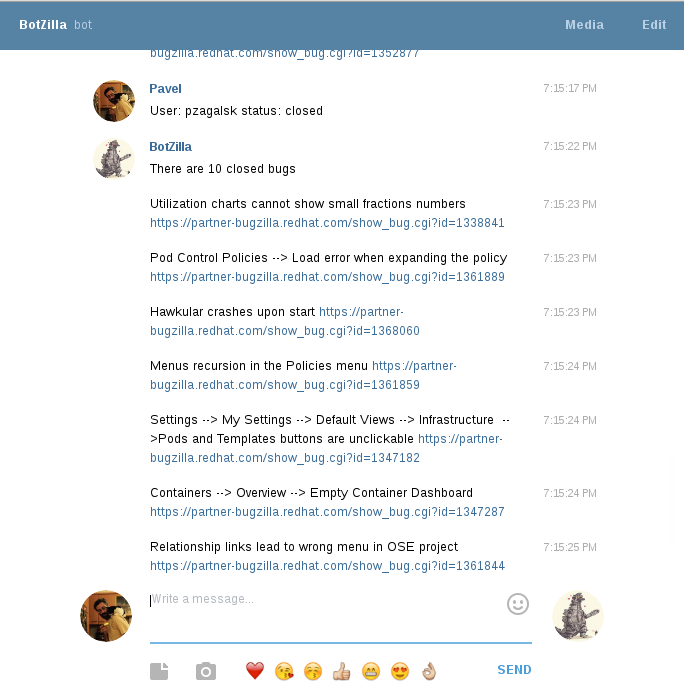 BotZilla bot Media Edit
bugzilla.redhat.com/show_bug.cgi?id=1352877
Pavel 7:15:17 PM
User: pzagalsk status: closed
BotZilla 7:15:22 PM
There are 10 closed bugs
Utilization charts cannot show small fractions numbers 7:15:23 PM
https://partner-bugzilla.redhat.com/show_bug.cgi?id=1338841
Pod Control Policies --> Load error when expanding the policy 7:15:23 PM
https://partner-bugzilla.redhat.com/show_bug.cgi?id=1361889
Hawkular crashes upon start https://partner- 7:15:23 PM
bugzilla.redhat.com/show_bug.cgi?id=1368060
Menus recursion in the Policies menu https://partner- 7:15:24 PM
bugzilla.redhat.com/show_bug.cgi?id=1361859
Settings --> My Settings --> Default Views --> Infrastructure -- 7:15:24 PM
>Pods and Templates buttons are unclickable https://partner-
bugzilla.redhat.com/show_bug.cgi?id=1347182
Containers --> Overview --> Empty Container Dashboard 7:15:24 PM
https://partner-bugzilla.redhat.com/show_bug.cgi?id=1347287
Relationship links lead to wrong menu in OSE project 7:15:25 PM
https://partner-bugzilla.redhat.com/show_bug.cgi?id=1361844
Write a message...
SEND